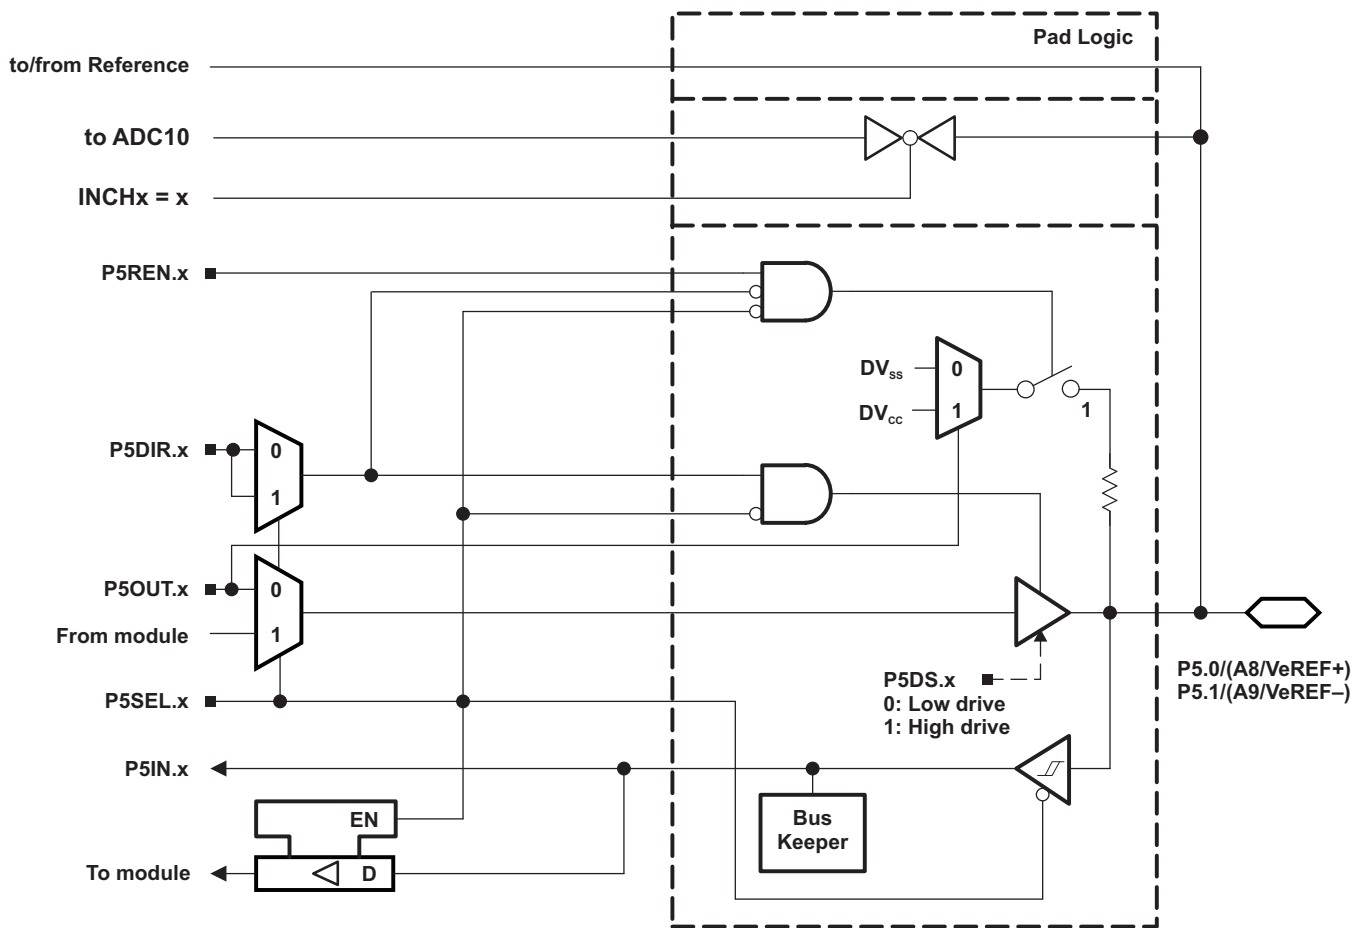 Pad Logic
to/from Reference
to ADC10
INCHx = x
P5REN.x
DVss 0
DVcc 1
1
P5DIR.x 0
1
P5OUT.x 0
From module 1
P5DS.x
0: Low drive
1: High drive
P5.0/(A8/VeREF+)
P5.1/(A9/VeREF–)
P5SEL.x
P5IN.x
Bus
Keeper
EN
To module D